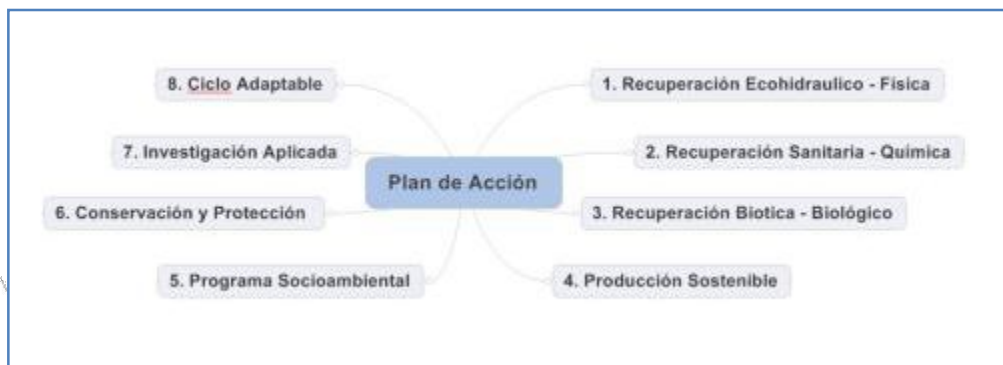 Plan de Acción
1. Recuperación Ecohidraulico - Física
2. Recuperación Sanitaria - Química
3. Recuperación Biotica - Biológico
4. Producción Sostenible
5. Programa Socioambiental
6. Conservación y Protección
7. Investigación Aplicada
8. Ciclo Adaptable